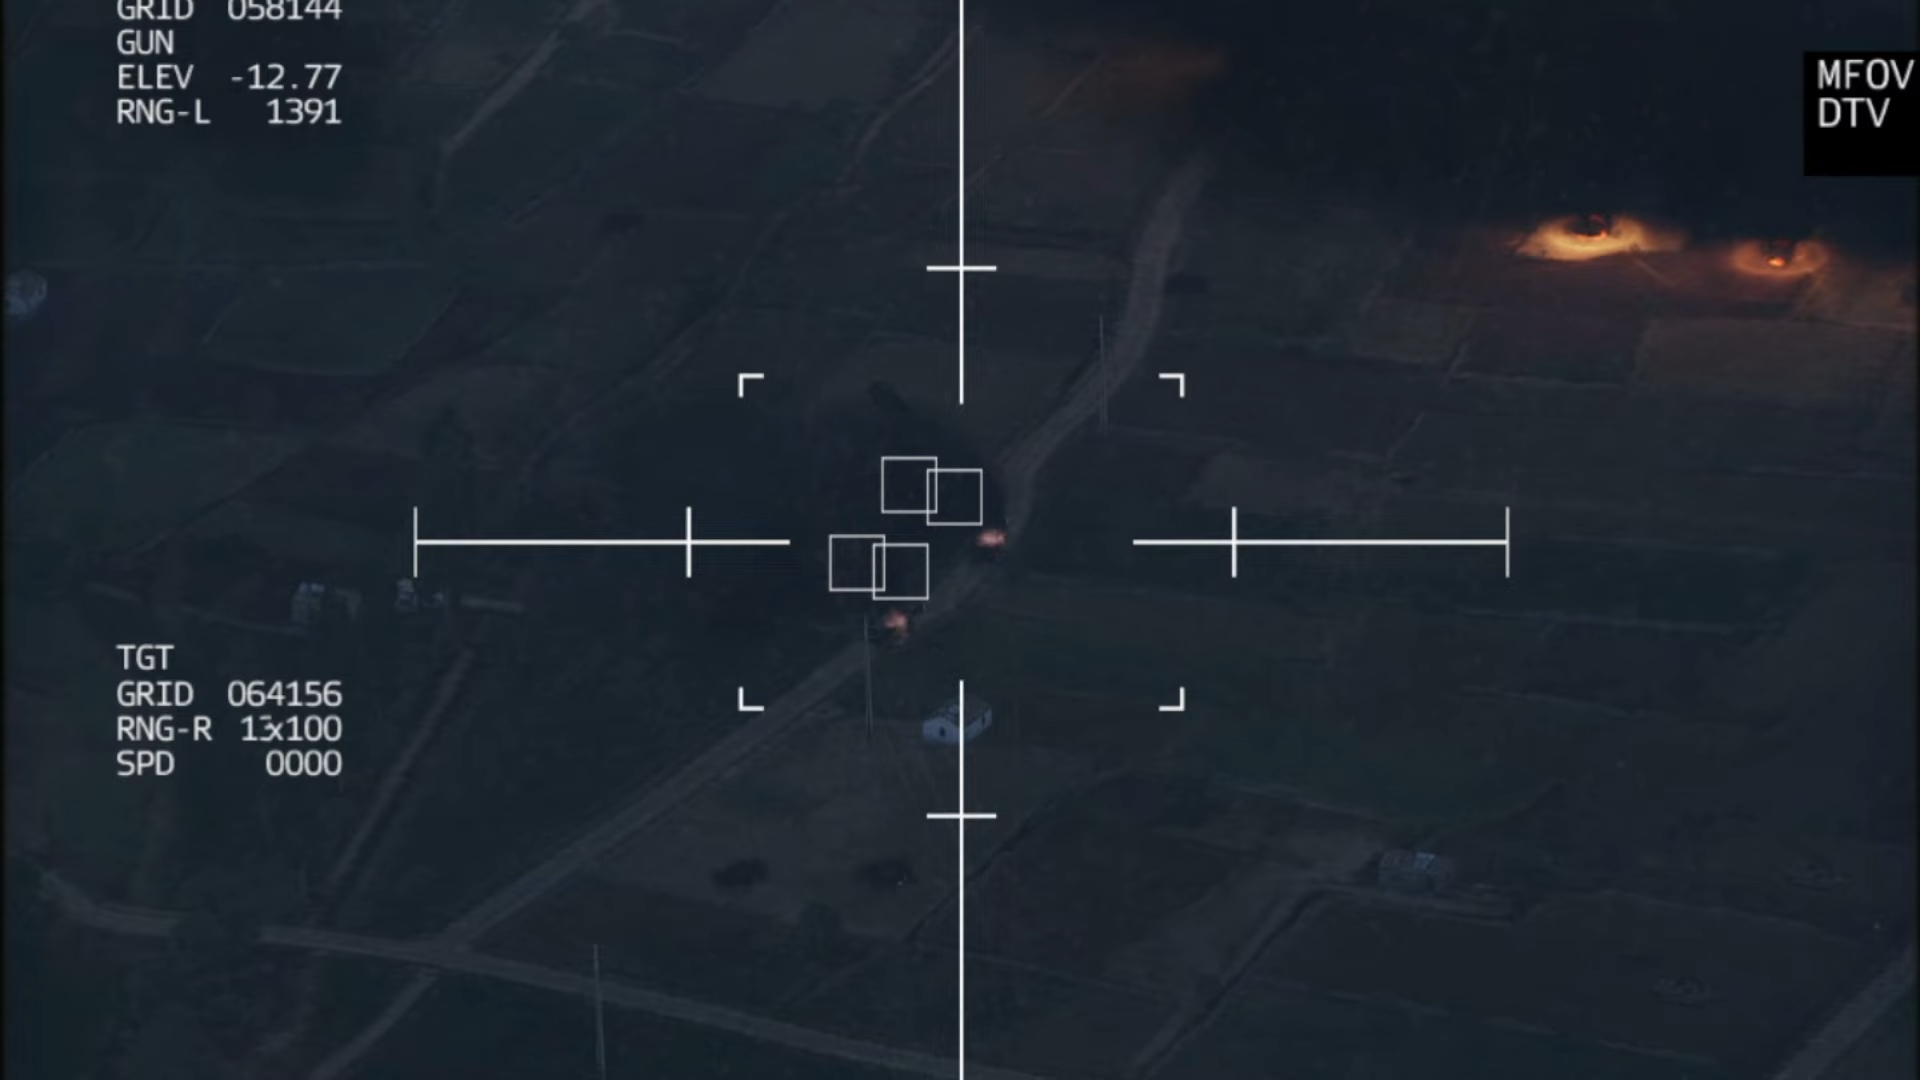 GRID 058144
GUN
ELEV -12.77
RNG-L 1391
MFOV
DTV
TGT
GRID 064156
RNG-R
SPD 0000